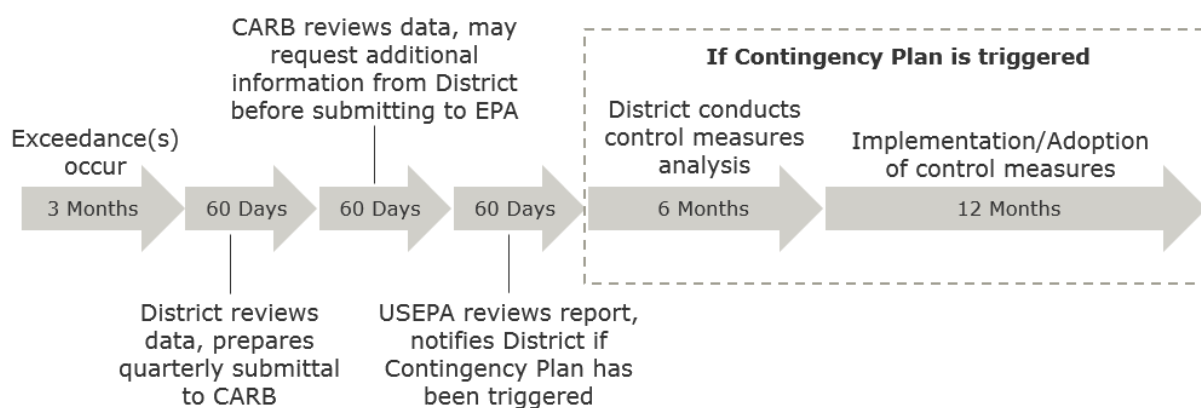 CARB reviews data, may
request additional
information from District
before submitting to EPA
If Contingency Plan is triggered
Exceedance(s)
occur
District conducts
control measures
analysis
Implementation/Adoption
of control measures
3 Months
60 Days
60 Days
60 Days
6 Months
12 Months
District reviews
data, prepares
quarterly submittal
to CARB
USEPA reviews report,
notifies District if
Contingency Plan has
been triggered